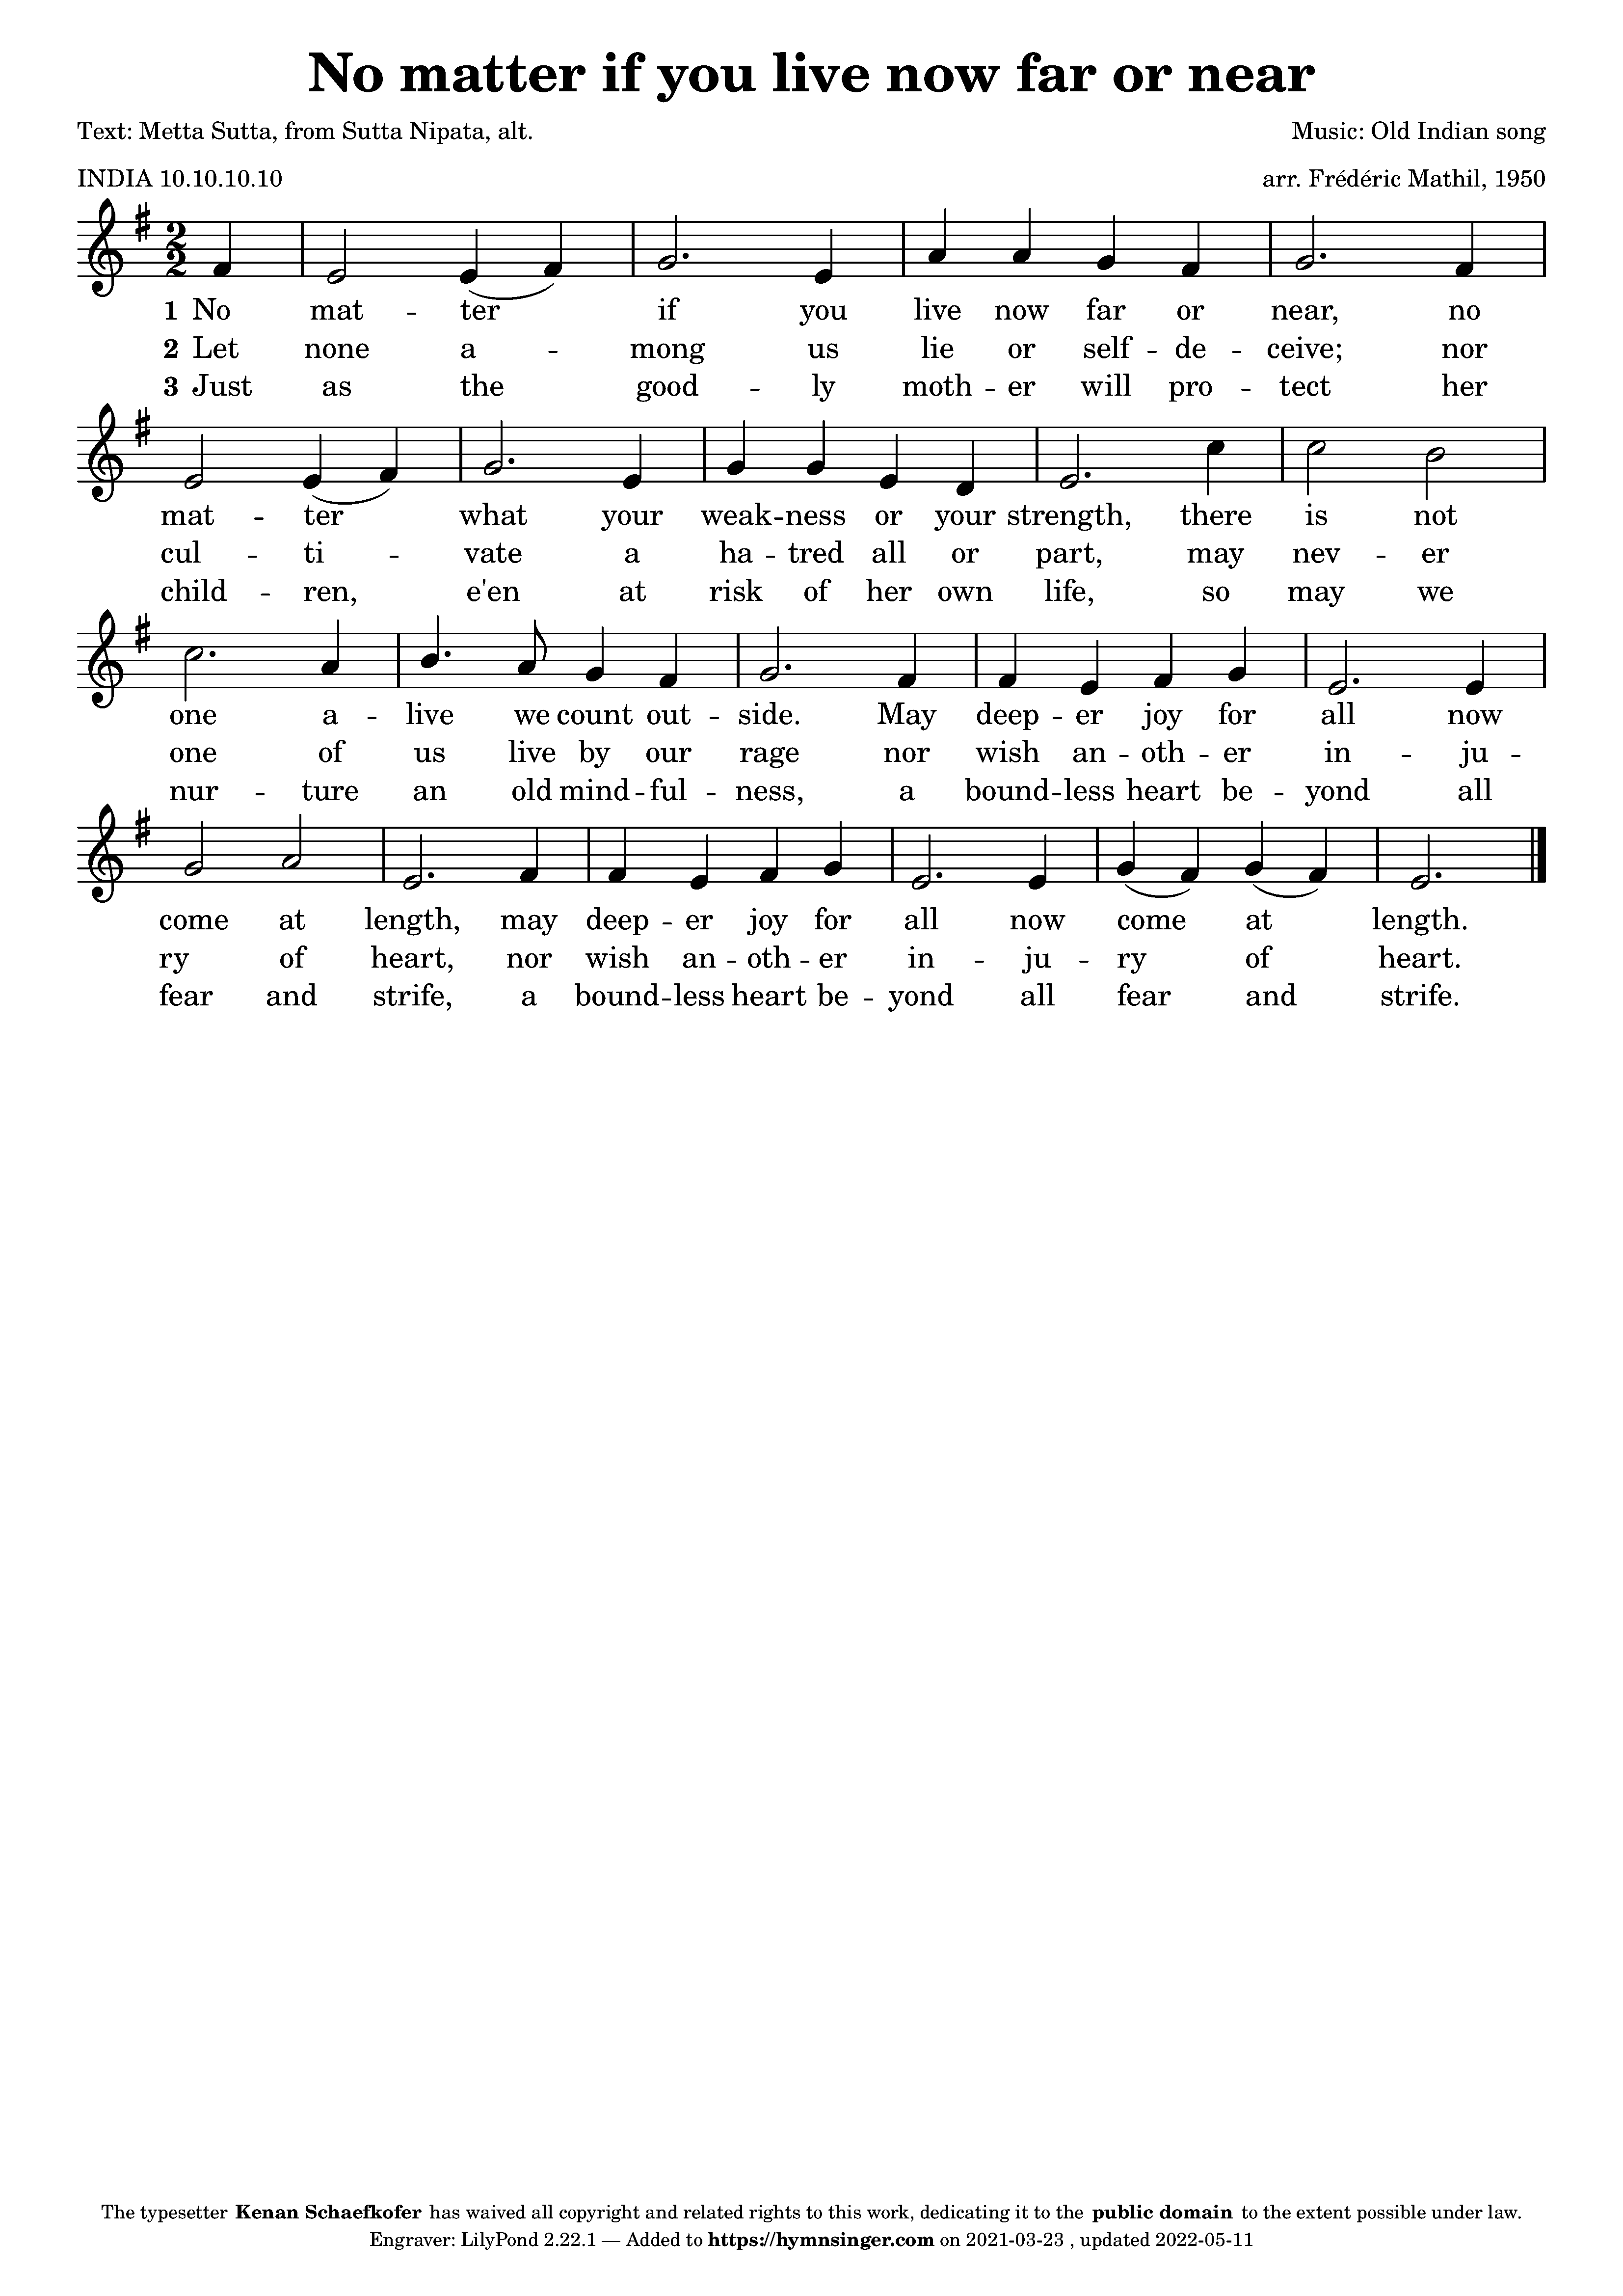 No matter if you live now far or near
Text: Metta Sutta, from Sutta Nipata, alt.
Music: Old Indian song
INDIA 10.10.10.10
arr. Frédéric Mathil, 1950
1 No mat -- ter if you live now far or near, no
2 Let none a -- mong us lie or self -- de -- ceive; nor
3 Just as the good -- ly moth -- er will pro -- tect her
mat -- ter what your weak -- ness or your strength, there is not
cul -- ti -- vate a ha -- tred all or part, may nev -- er
child -- ren, e'en at risk of her own life, so may we
one a -- live we count out -- side. May deep -- er joy for all now
one of us live by our rage nor wish an -- oth -- er in -- ju --
nur -- ture an old mind -- ful -- ness, a bound -- less heart be -- yond all
come at length, may deep -- er joy for all now come at length.
ry of heart, nor wish an -- oth -- er in -- ju -- ry of heart.
fear and strife, a bound -- less heart be -- yond all fear and strife.
The typesetter Kenan Schaefkofer has waived all copyright and related rights to this work, dedicating it to the public domain to the extent possible under law.
Engraver: LilyPond 2.22.1 — Added to https://hymnsinger.com on 2021-03-23 , updated 2022-05-11